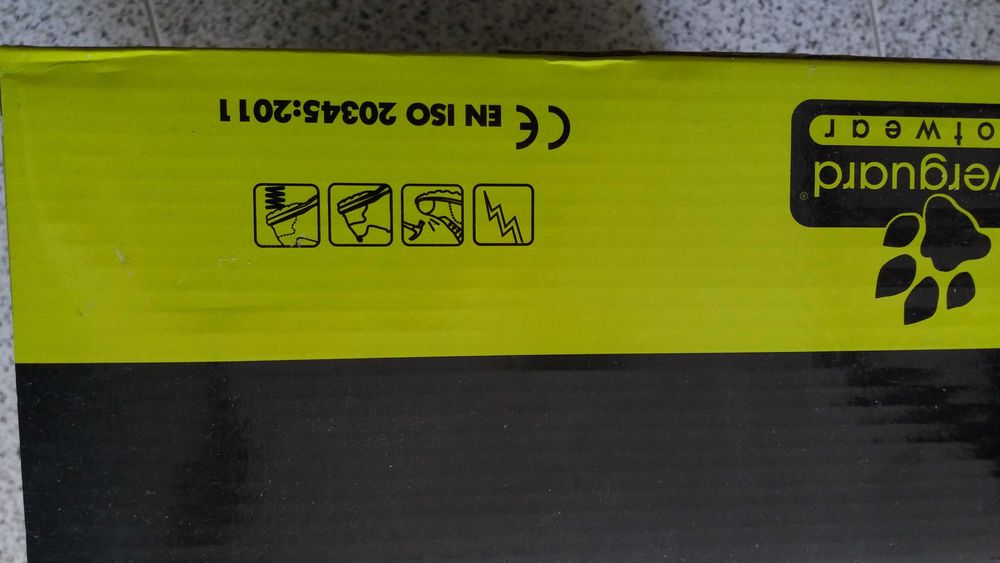 verguard®
otwear
CE EN ISO 20345:2011